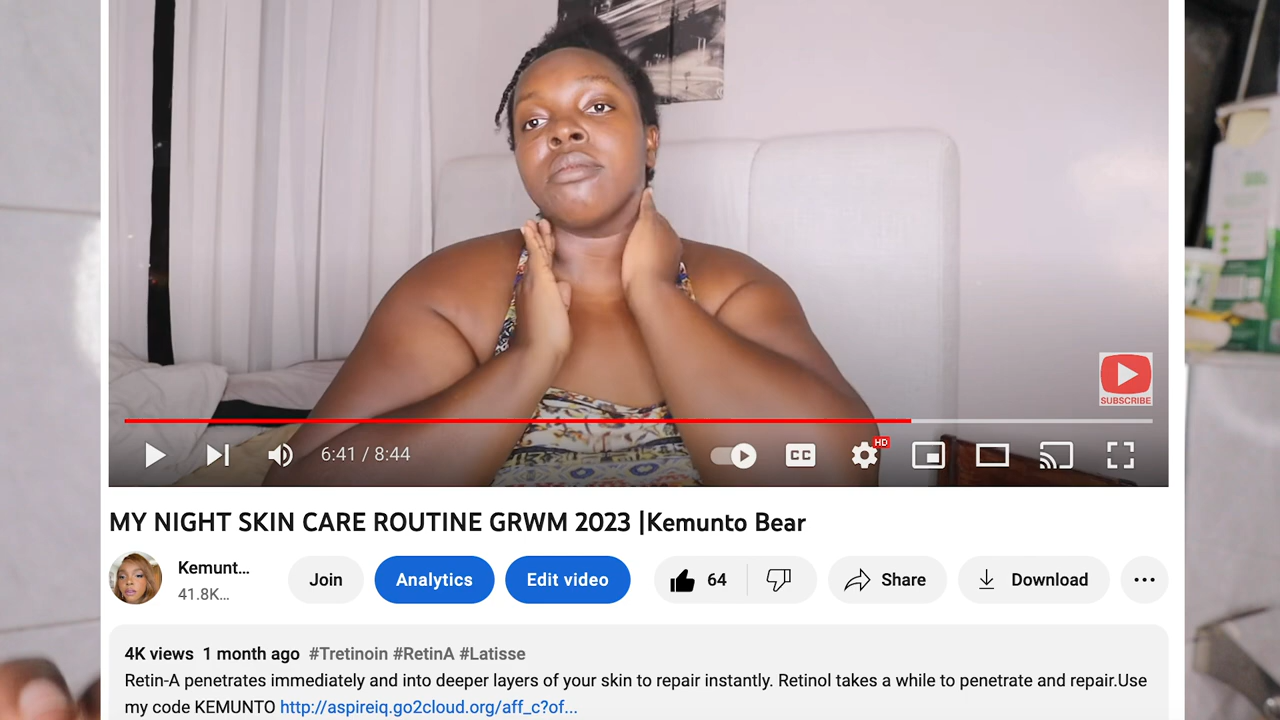 SUBSCRIBE
6:41 / 8:44
CC
HD
MY NIGHT SKIN CARE ROUTINE GRWM 2023 |Kemunto Bear
Kemunt...
41.8K...
Join
Analytics
Edit video
64
Share
Download
4K views 1 month ago #Tretinoin #RetinA #Latisse
Retin-A penetrates immediately and into deeper layers of your skin to repair instantly. Retinol takes a while to penetrate and repair.Use
my code KEMUNTO http://aspireiq.go2cloud.org/aff_c?of...